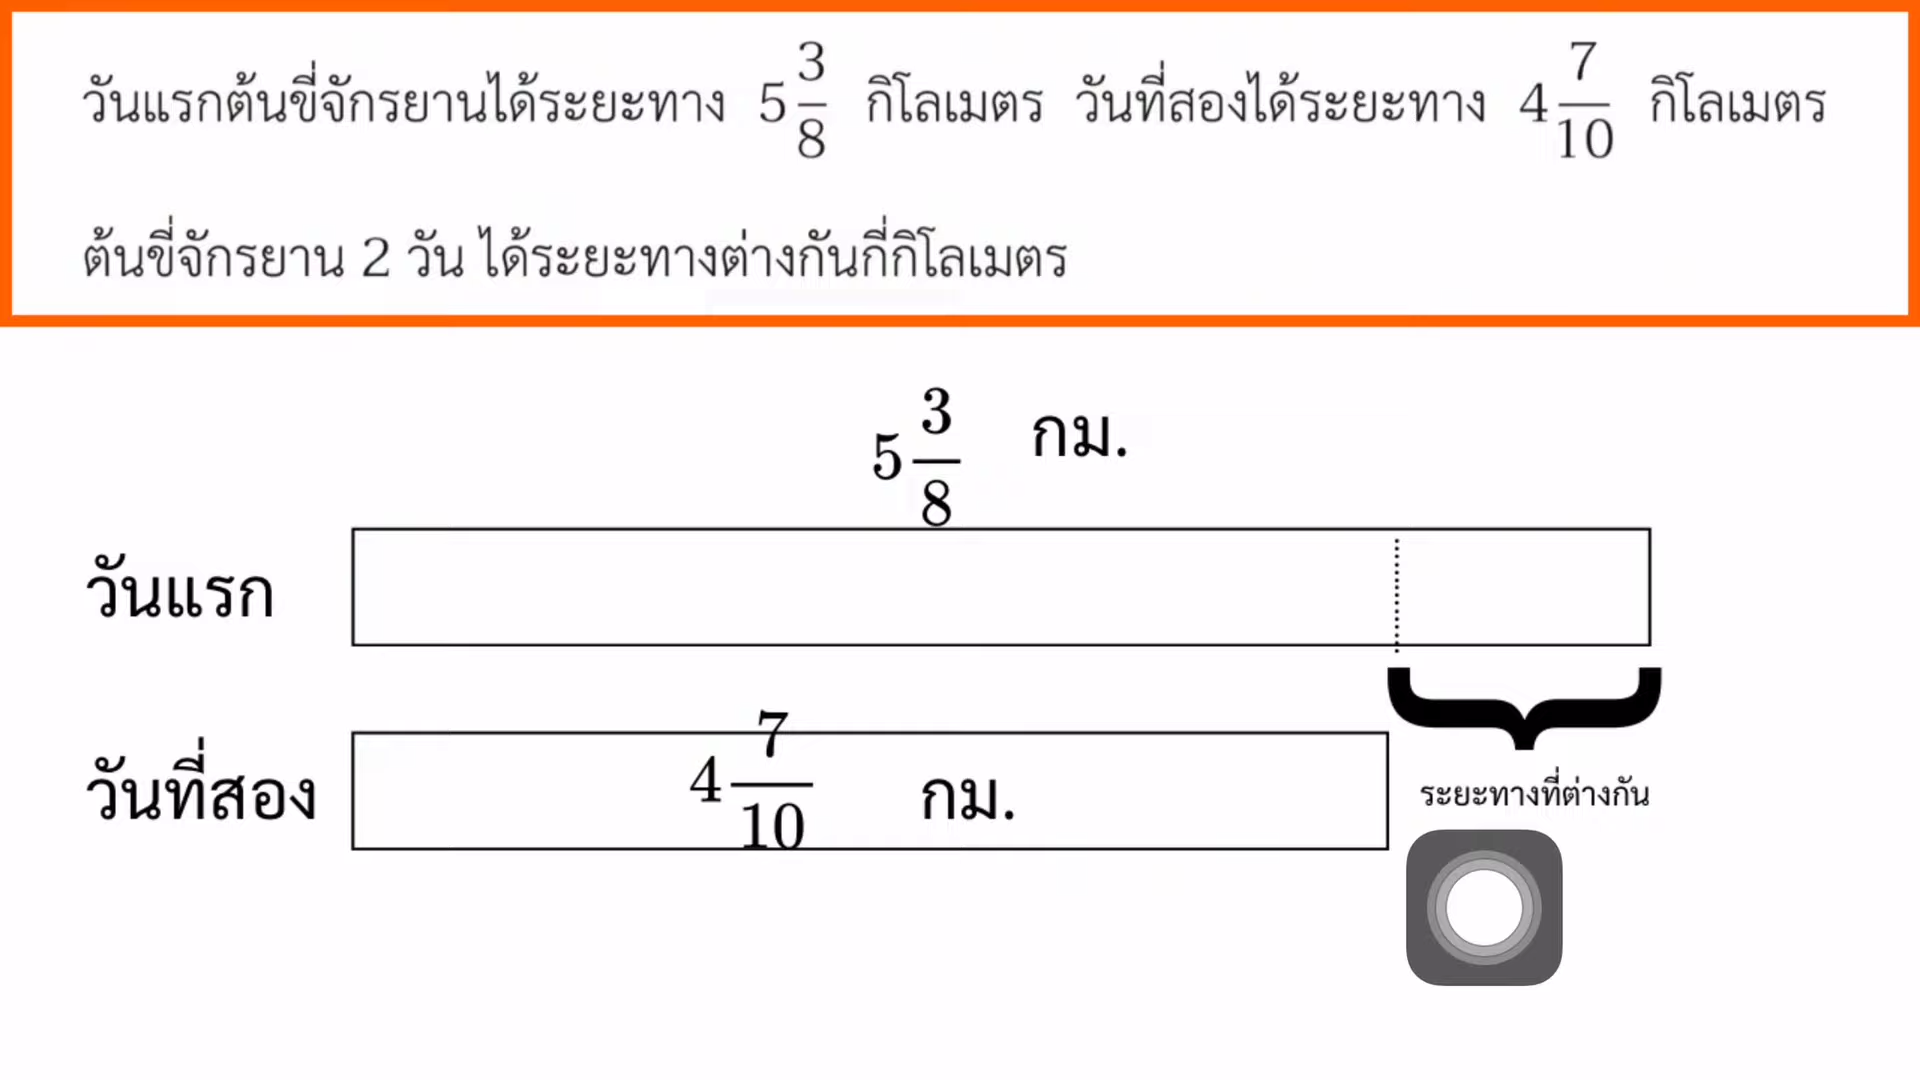 วันแรกต้นขี่จักรยานได้ระยะทาง 5 3/8 กิโลเมตร วันที่สองได้ระยะทาง 4 7/10 กิโลเมตร
ต้นขี่จักรยาน 2 วัน ได้ระยะทางต่างกันกี่กิโลเมตร
5 3/8 กม.
วันแรก
วันที่สอง 4 7/10 กม.
ระยะทางที่ต่างกัน